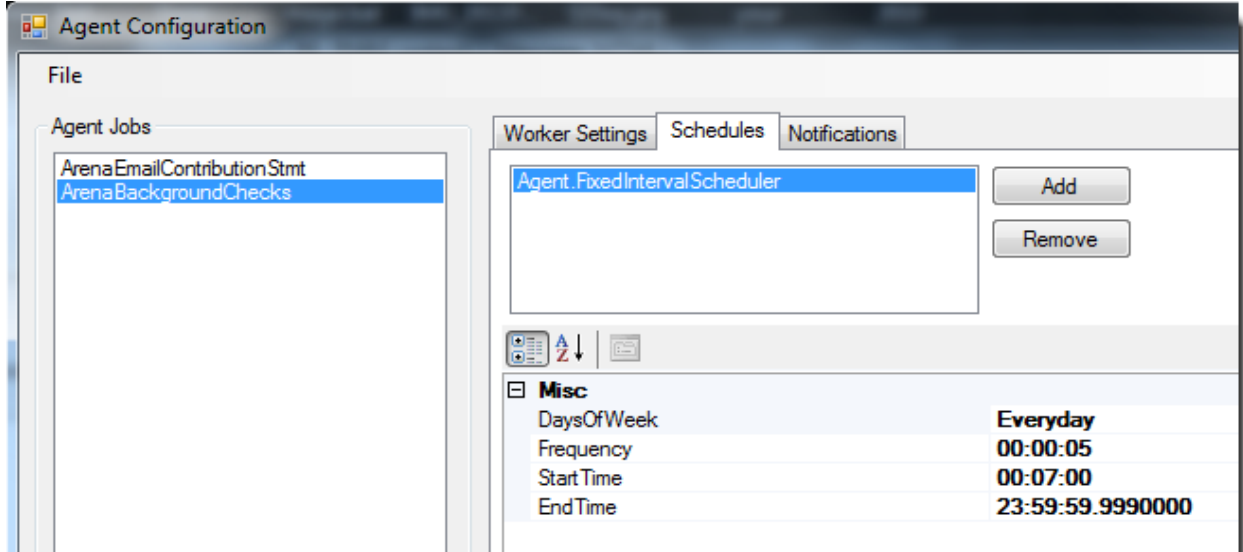 Agent Configuration
File
Agent Jobs
ArenaEmailContributionStmt
ArenaBackgroundChecks
Worker Settings Schedules Notifications
Agent.FixedIntervalScheduler
Add
Remove
Misc
DaysOfWeek Everyday
Frequency 00:00:05
StartTime 00:07:00
EndTime 23:59:59.9990000